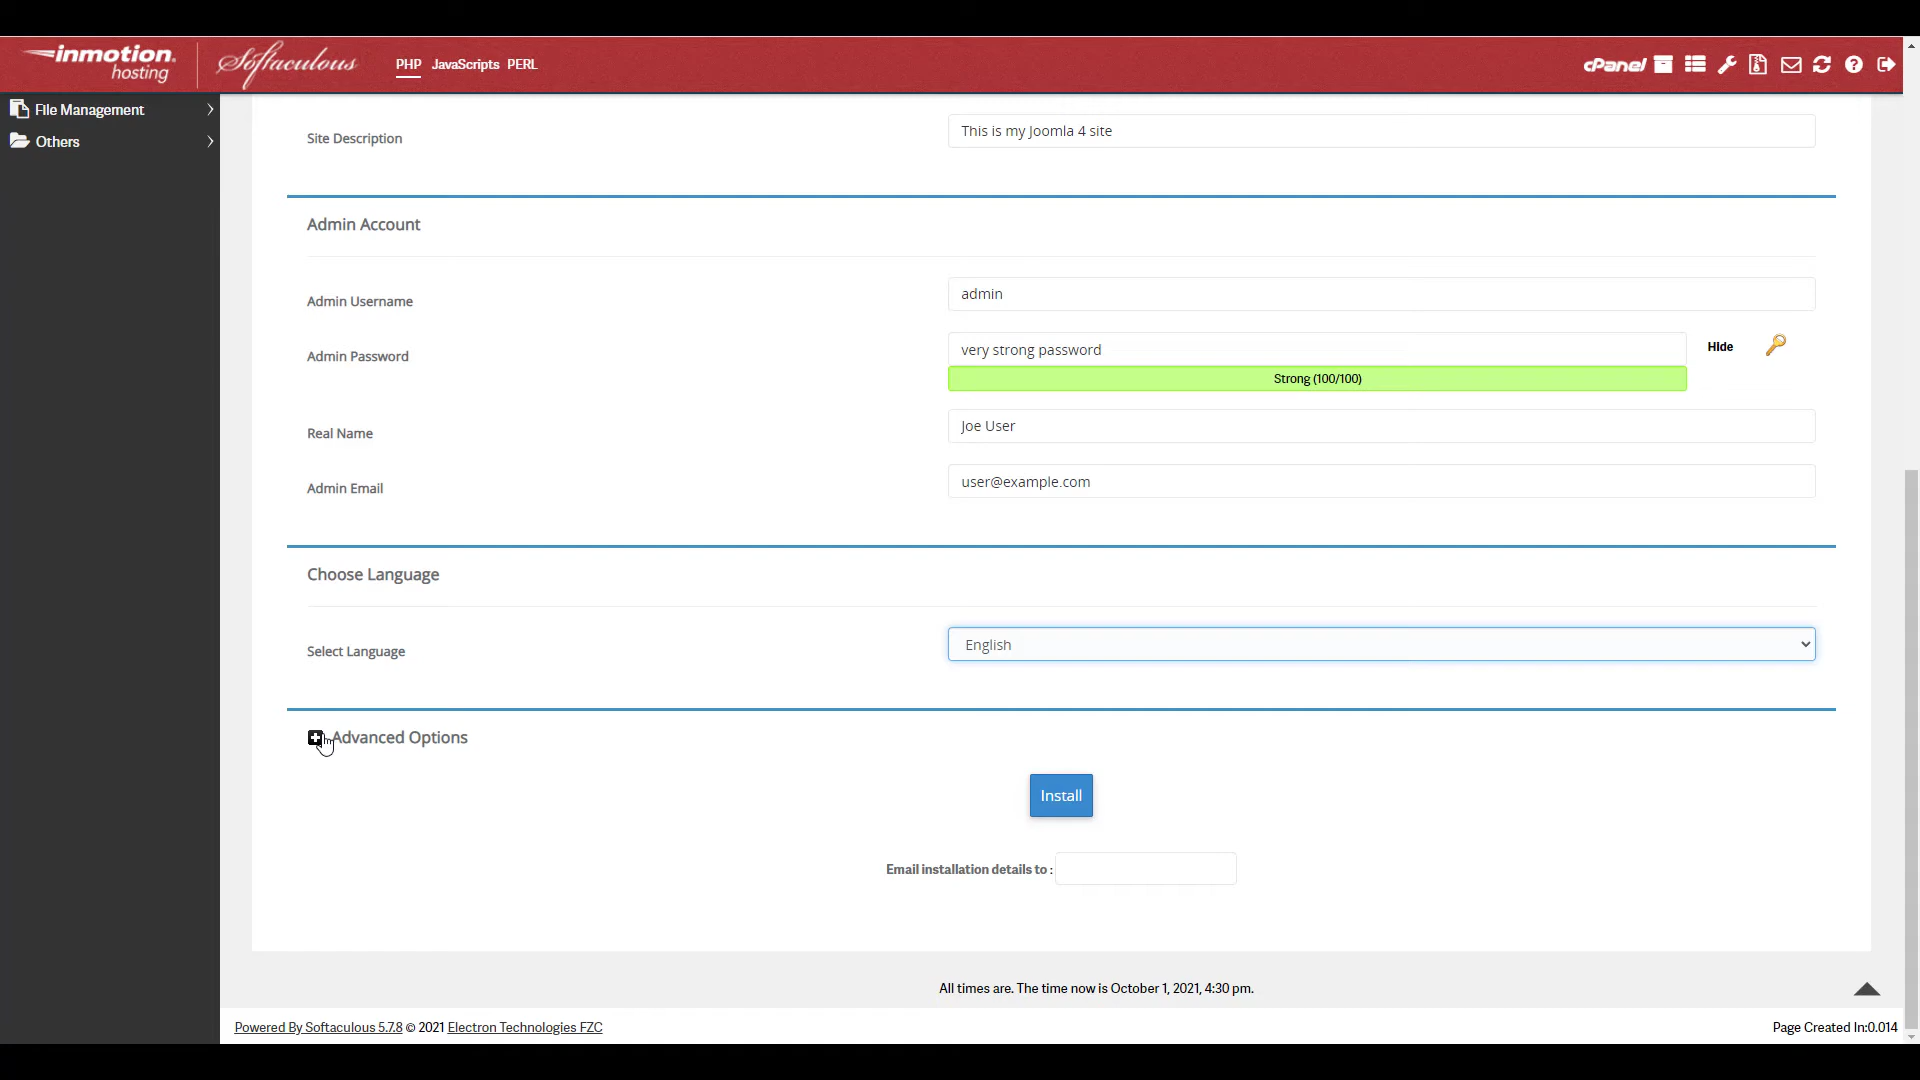 inmotion hosting
Softaculous
PHP JavaScripts PERL
cPanel
File Management
Others
Site Description
This is my Joomla 4 site
Admin Account
Admin Username
admin
Admin Password
very strong password
Hide
Strong (100/100)
Real Name
Joe User
Admin Email
user@example.com
Choose Language
Select Language
English
Advanced Options
Install
Email installation details to :
All times are. The time now is October 1, 2021, 4:30 pm.
Powered By Softaculous 5.7.8 © 2021 Electron Technologies FZC
Page Created In:0.014